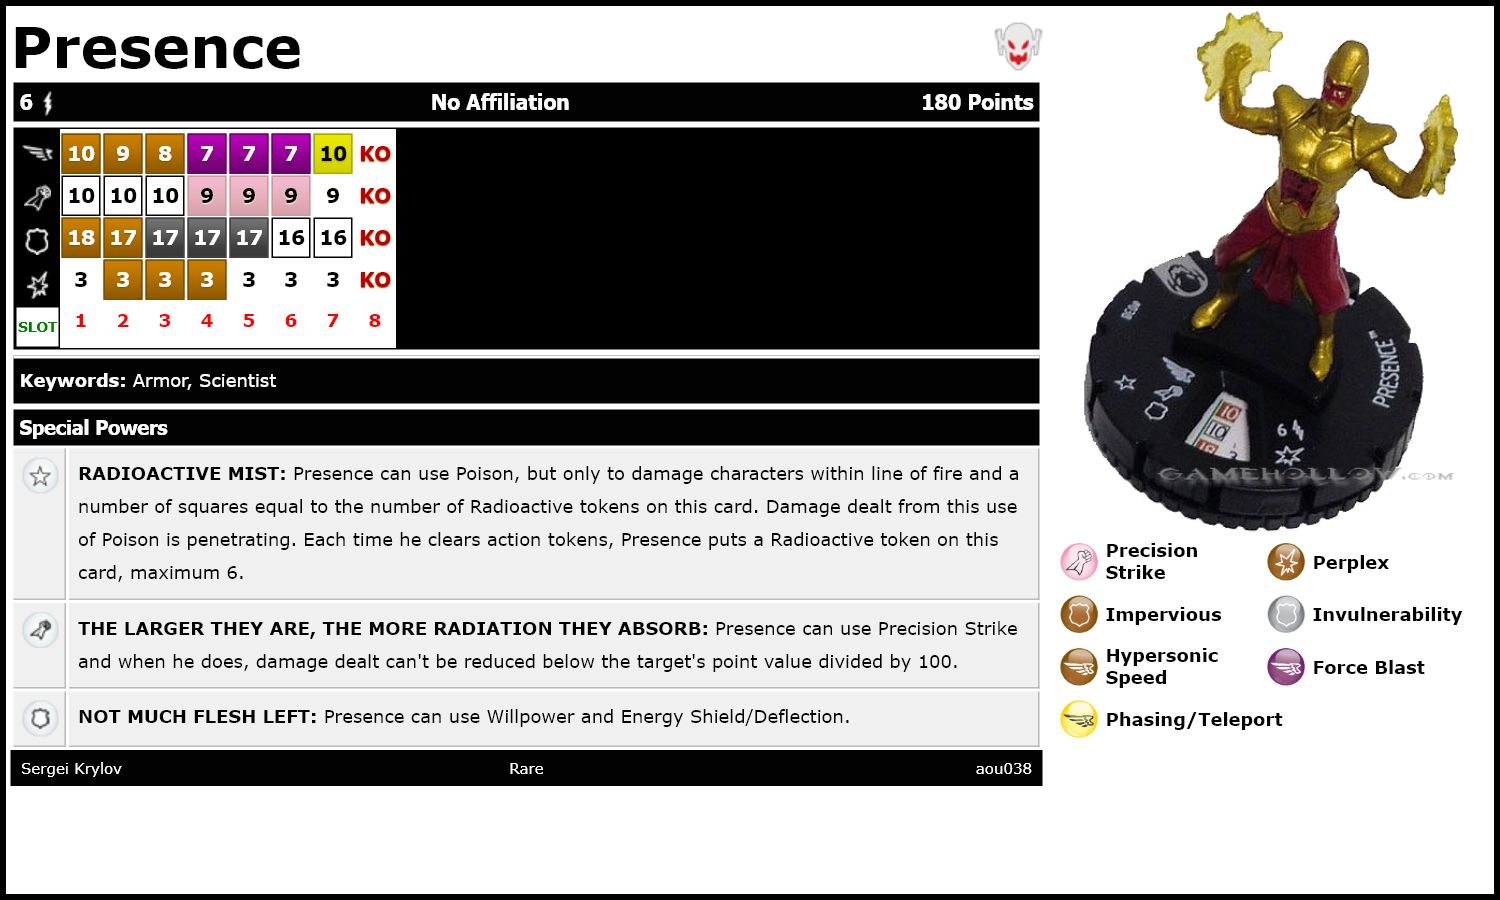 Presence
6 No Affiliation 180 Points
10 9 8 7 7 7 10 KO
10 10 10 9 9 9 9 KO
18 17 17 17 17 16 16 KO
3 3 3 3 3 3 3 KO
SLOT 1 2 3 4 5 6 7 8
Keywords: Armor, Scientist
Special Powers
RADIOACTIVE MIST: Presence can use Poison, but only to damage characters within line of fire and a
number of squares equal to the number of Radioactive tokens on this card. Damage dealt from this use
of Poison is penetrating. Each time he clears action tokens, Presence puts a Radioactive token on this
card, maximum 6.
THE LARGER THEY ARE, THE MORE RADIATION THEY ABSORB: Presence can use Precision Strike
and when he does, damage dealt can't be reduced below the target's point value divided by 100.
NOT MUCH FLESH LEFT: Presence can use Willpower and Energy Shield/Deflection.
Sergei Krylov Rare aou038
PRESENCE™
10
10
6
GAMEHOLLOW.COM
Precision
Strike
Perplex
Impervious
Invulnerability
Hypersonic
Speed
Force Blast
Phasing/Teleport